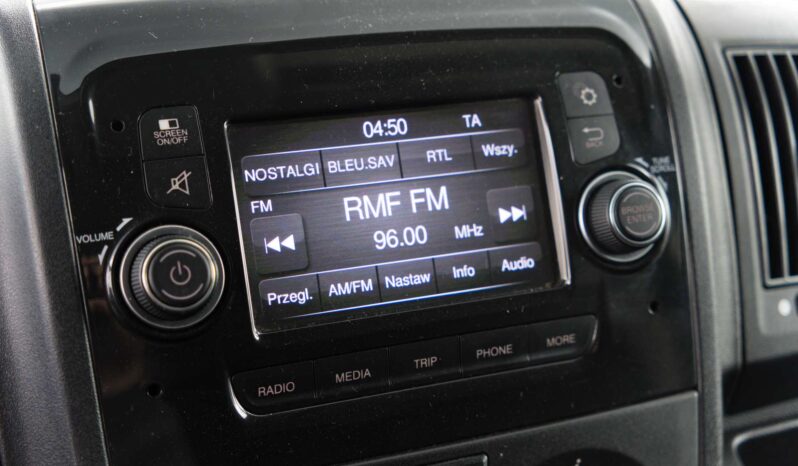 SCREEN
ON/OFF
04:50 TA
NOSTALGI BLEU.SAV RTL Wszy.
FM
RMF FM
96.00 MHz
Przegl. AM/FM Nastaw Info Audio
VOLUME
BACK
TUNE
SCROLL
BROWSE
ENTER
RADIO MEDIA TRIP PHONE MORE